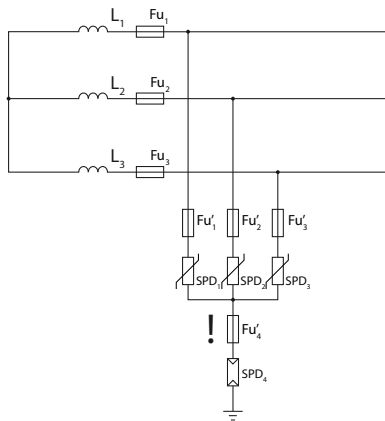 L₁ Fu₁
L₂ Fu₂
L₃ Fu₃
Fu'₁ Fu'₂ Fu'₃
SPD₁ SPD₂ SPD₃
! Fu'₄
SPD₄